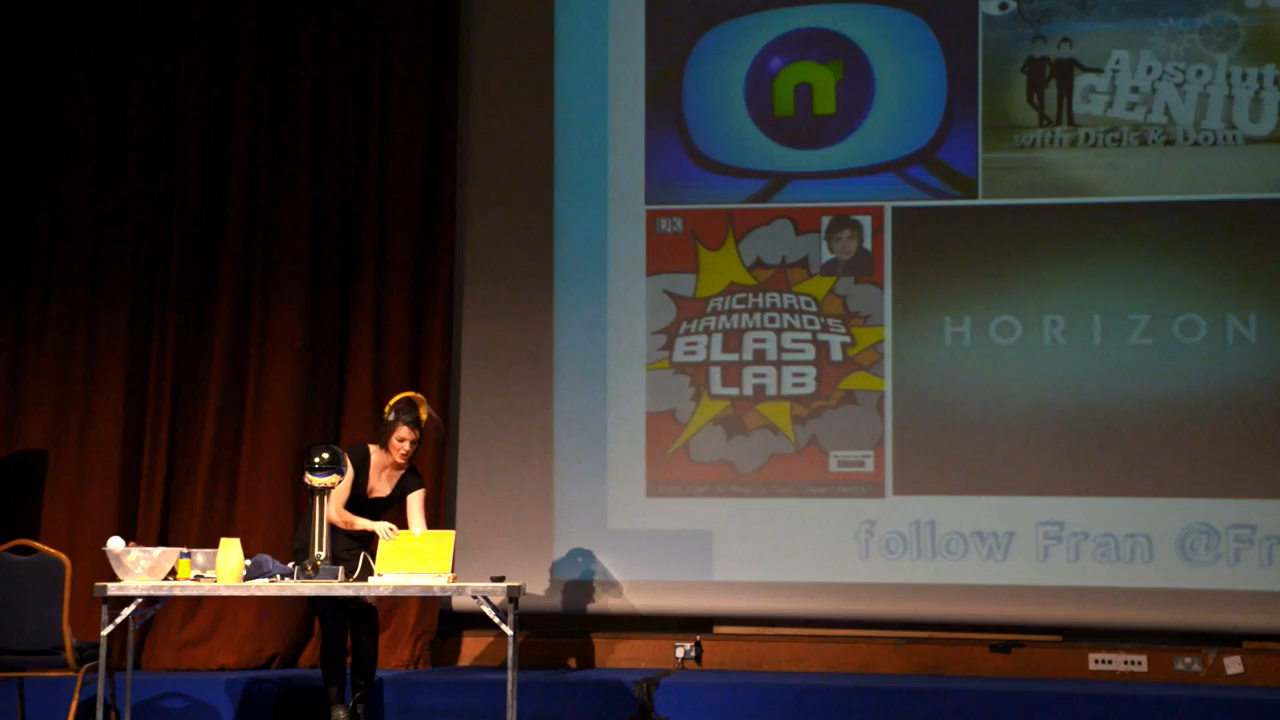 n
Absolut
GENIU
with Dick & Dom
DK
RICHARD
HAMMOND'S
BLAST
LAB
HORIZON
follow Fran @Fr